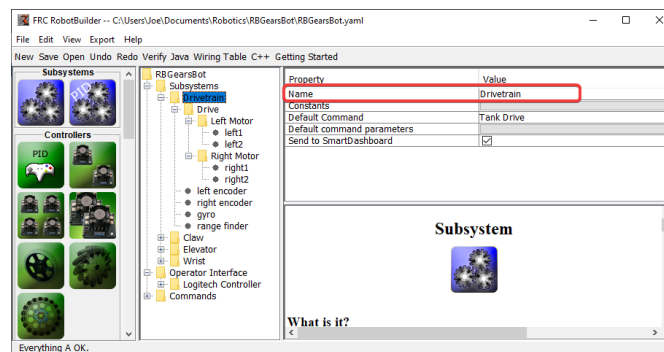 FRC RobotBuilder -- C:\Users\Joe\Documents\Robotics\RBGearsBot\RBGearsBot.yaml
File Edit View Export Help
New Save Open Undo Redo Verify Java Wiring Table C++ Getting Started
Subsystems
PID
Controllers
PID
RBGearsBot
Subsystems
Drivetrain
Drive
Left Motor
left1
left2
Right Motor
right1
right2
left encoder
right encoder
gyro
range finder
Claw
Elevator
Wrist
Operator Interface
Logitech Controller
Commands
Property Value
Name Drivetrain
Constants
Default Command Tank Drive
Default command parameters
Send to SmartDashboard
Subsystem
What is it?
Everything A OK.